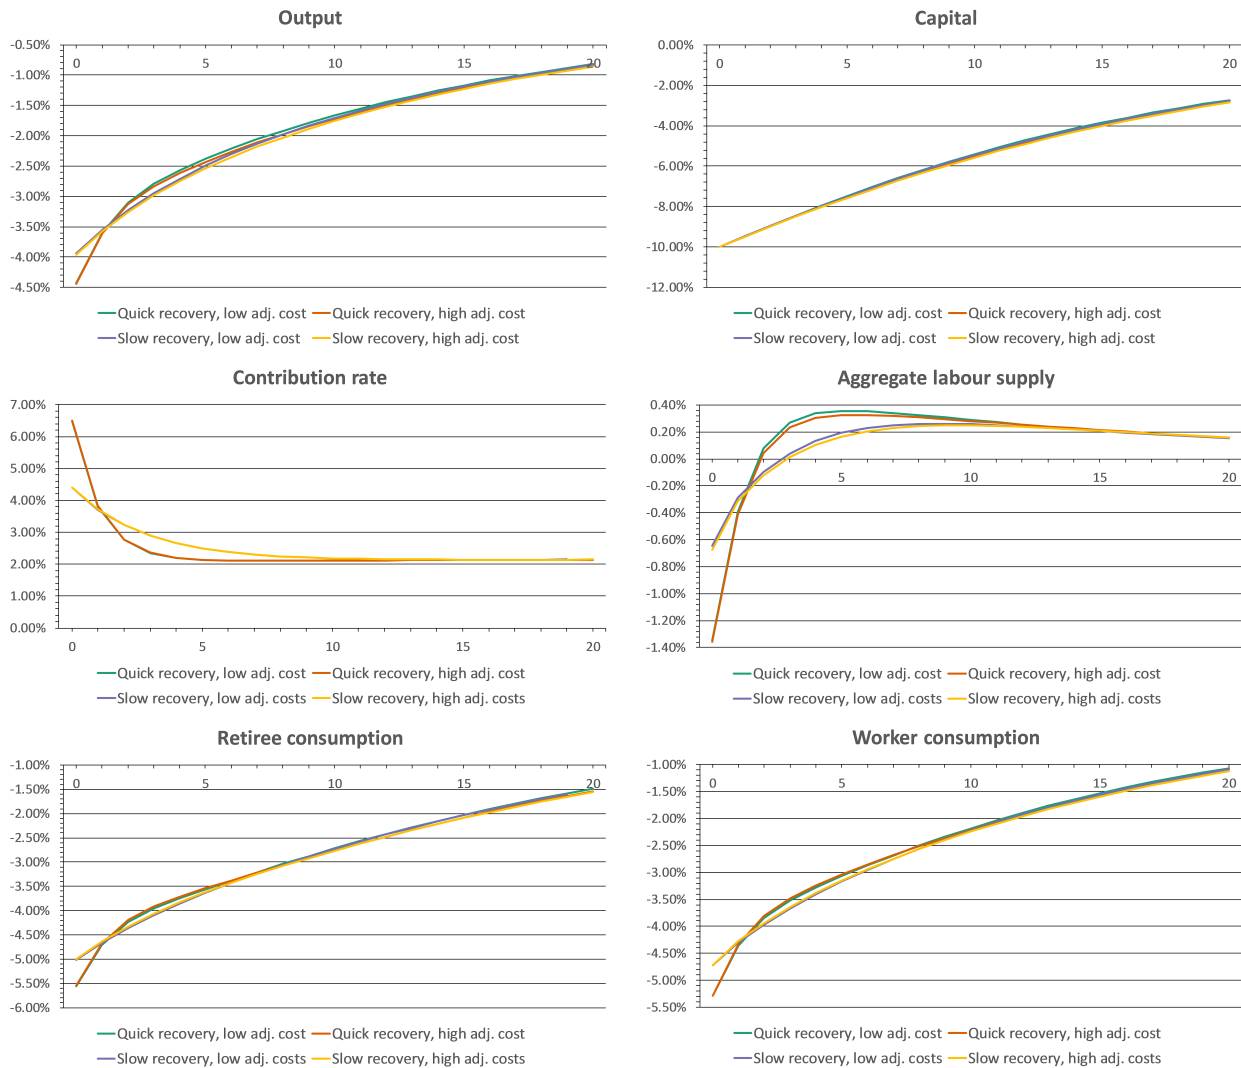 Output
-0.50%
0 5 10 15 20
-1.00%
-1.50%
-2.00%
-2.50%
-3.00%
-3.50%
-4.00%
-4.50%
Quick recovery, low adj. cost Quick recovery, high adj. cost
Slow recovery, low adj. cost Slow recovery, high adj. cost
Capital
0.00%
0 5 10 15 20
-2.00%
-4.00%
-6.00%
-8.00%
-10.00%
-12.00%
Quick recovery, low adj. cost Quick recovery, high adj. cost
Slow recovery, low adj. cost Slow recovery, high adj. cost
Contribution rate
7.00%
6.00%
5.00%
4.00%
3.00%
2.00%
1.00%
0.00%
0 5 10 15 20
Quick recovery, low adj. cost Quick recovery, high adj. cost
Slow recovery, low adj. costs Slow recovery, high adj. costs
Aggregate labour supply
0.40%
0.20%
0.00%
0 5 10 15 20
-0.20%
-0.40%
-0.60%
-0.80%
-1.00%
-1.20%
-1.40%
Quick recovery, low adj. cost Quick recovery, high adj. cost
Slow recovery, low adj. costs Slow recovery, high adj. costs
Retiree consumption
-1.00%
0 5 10 15 20
-1.50%
-2.00%
-2.50%
-3.00%
-3.50%
-4.00%
-4.50%
-5.00%
-5.50%
-6.00%
Quick recovery, low adj. cost Quick recovery, high adj. cost
Slow recovery, low adj. costs Slow recovery, high adj. costs
Worker consumption
-1.00%
0 5 10 15 20
-1.50%
-2.00%
-2.50%
-3.00%
-3.50%
-4.00%
-4.50%
-5.00%
-5.50%
Quick recovery, low adj. cost Quick recovery, high adj. cost
Slow recovery, low adj. costs Slow recovery, high adj. costs